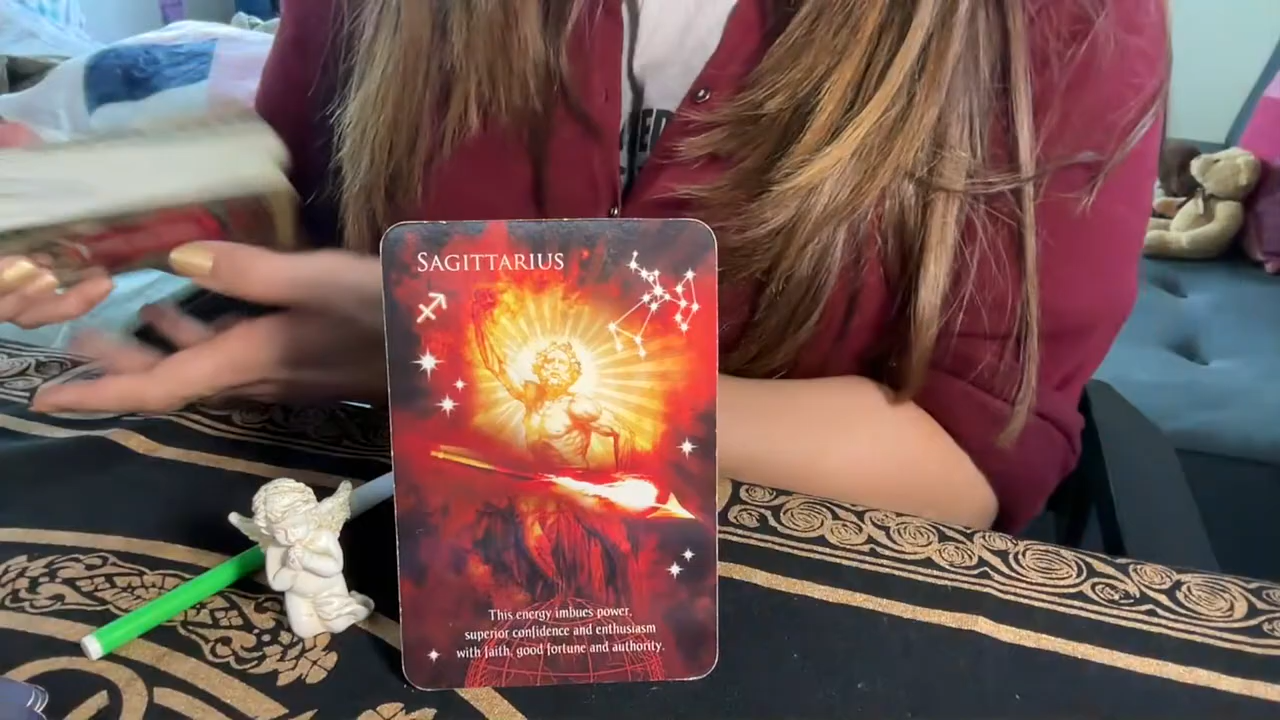 SAGITTARIUS
This energy imbues power,
superior confidence and enthusiasm
with faith, good fortune and authority.